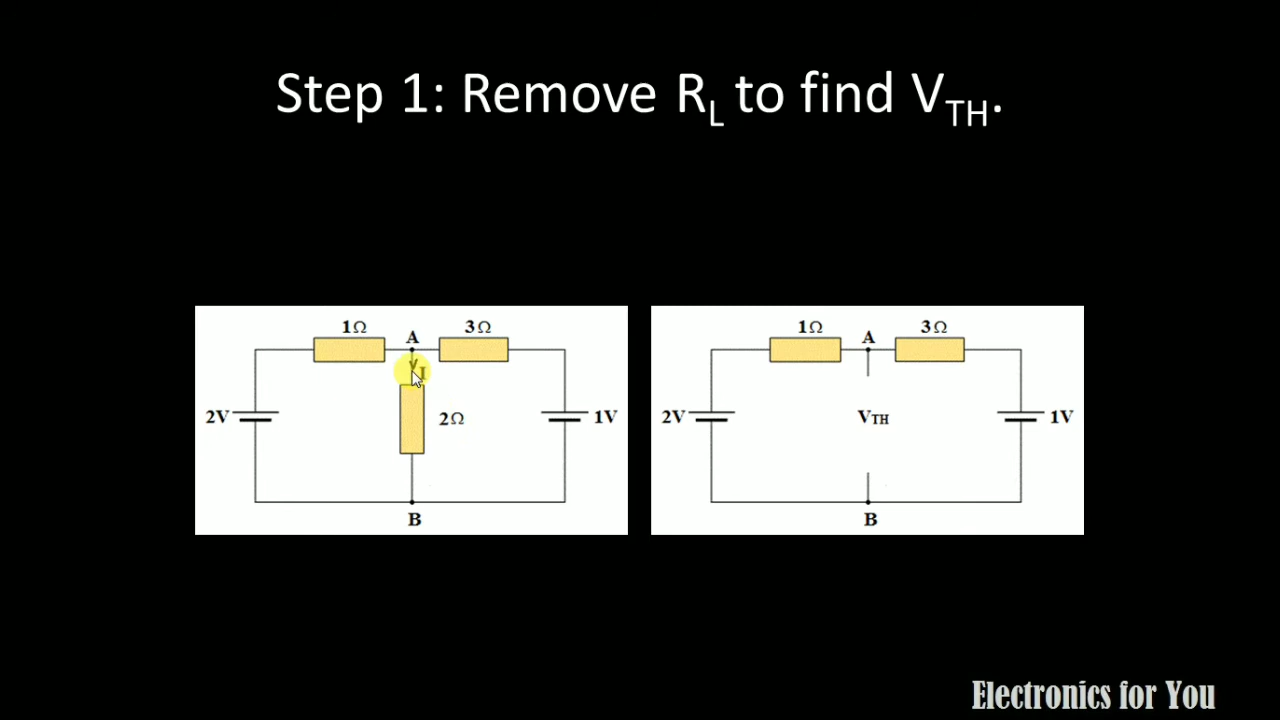 Step 1: Remove RL to find VTH.
1Ω A 3Ω
I
2V 2Ω 1V
B
1Ω A 3Ω
2V VTH 1V
B
Electronics for You